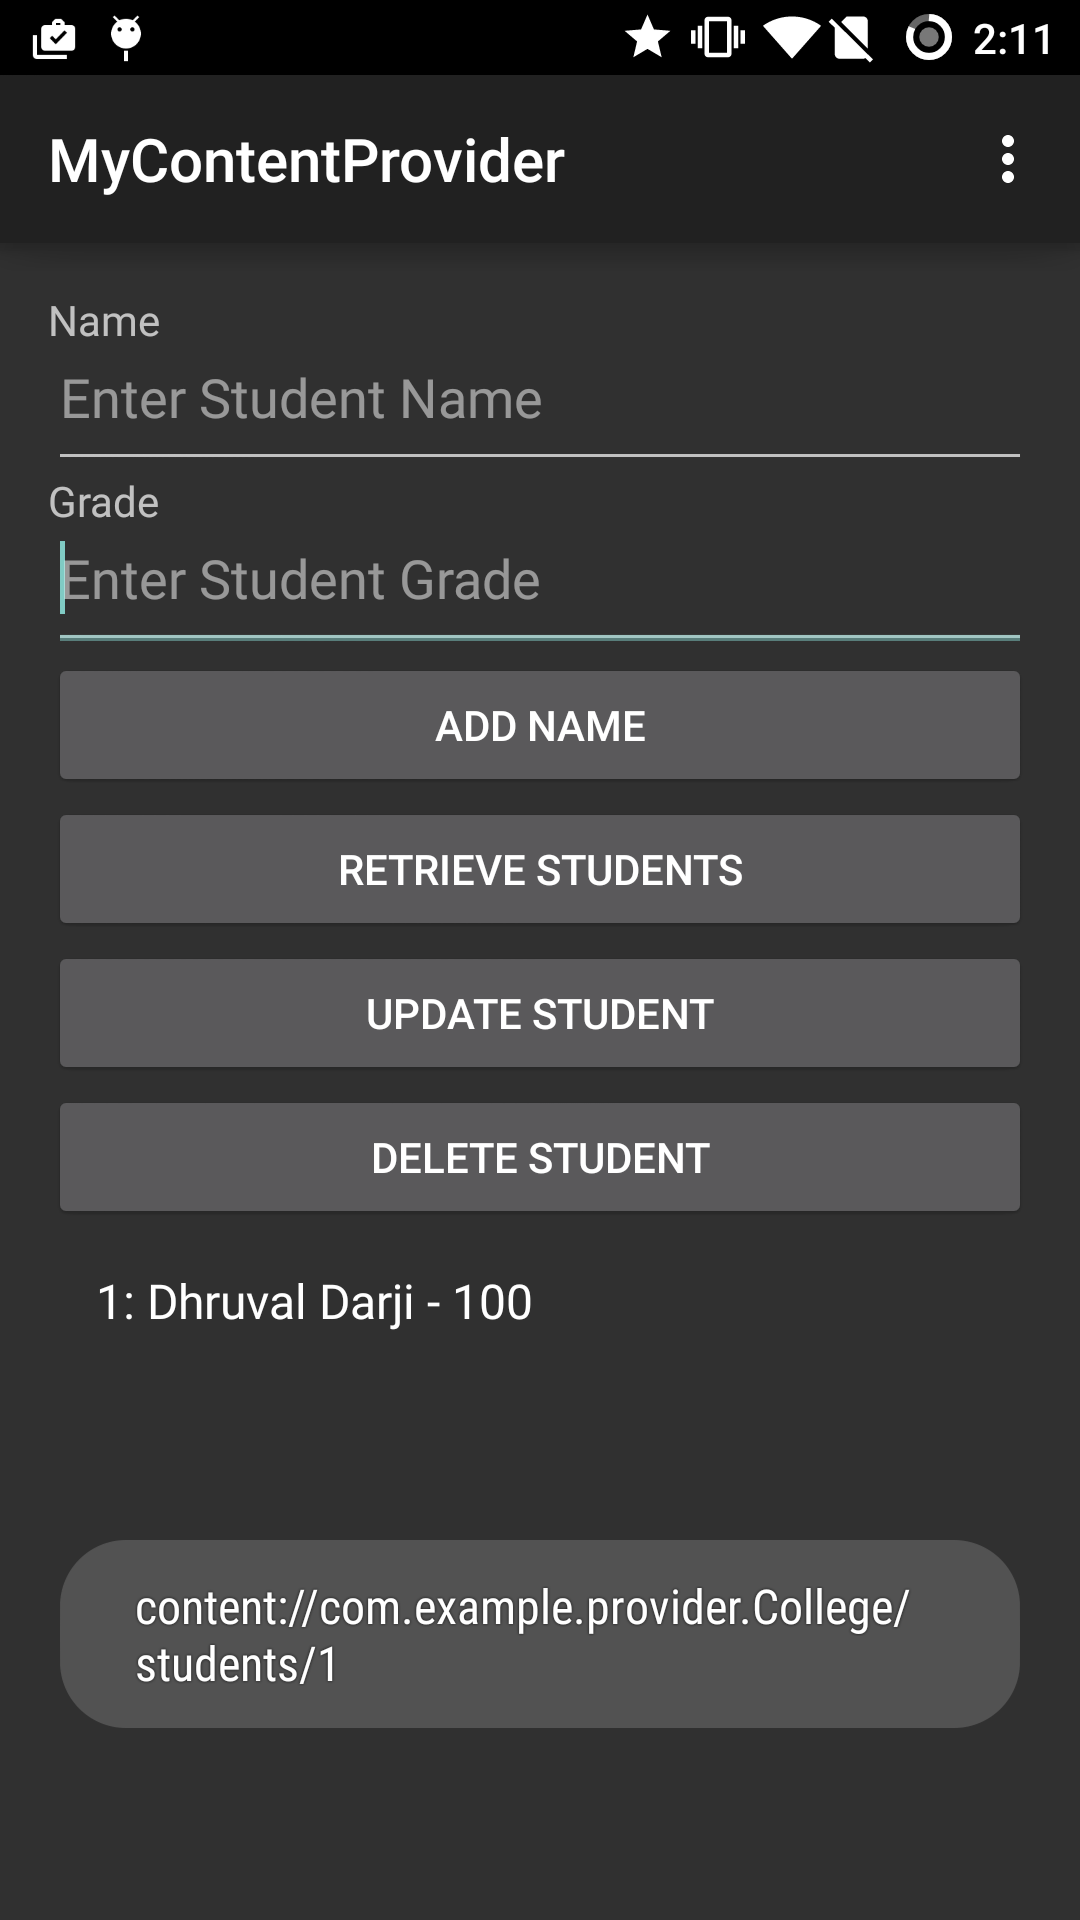 2:11
MyContentProvider
Name
Enter Student Name
Grade
Enter Student Grade
ADD NAME
RETRIEVE STUDENTS
UPDATE STUDENT
DELETE STUDENT
1: Dhruval Darji - 100
content://com.example.provider.College/
students/1